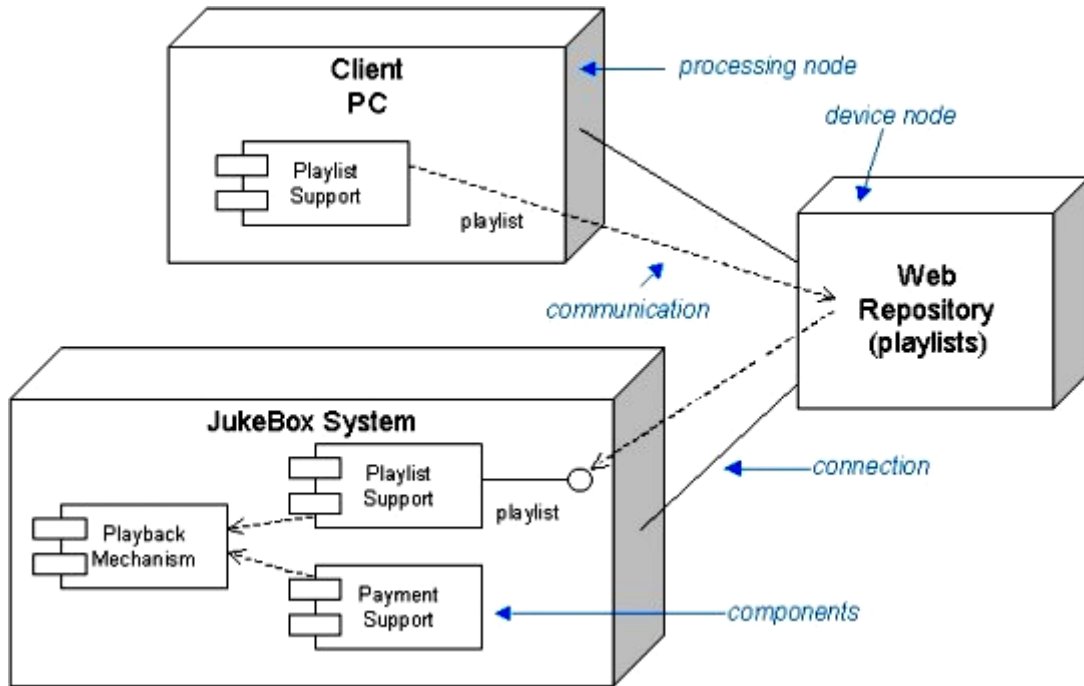 Client
PC
processing node
device node
Playlist
Support
playlist
communication
Web
Repository
(playlists)
JukeBox System
Playlist
Support
connection
playlist
Playback
Mechanism
Payment
Support
components